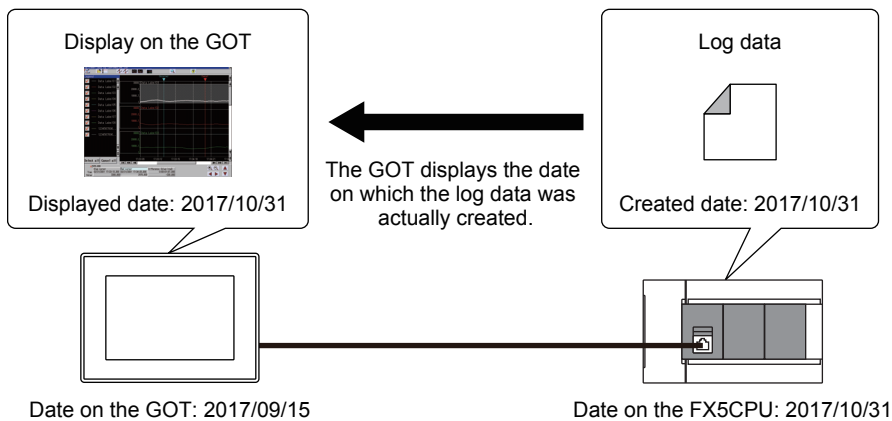 Display on the GOT
Log data
The GOT displays the date
on which the log data was
actually created.
Displayed date: 2017/10/31
Created date: 2017/10/31
Date on the GOT: 2017/09/15
Date on the FX5CPU: 2017/10/31